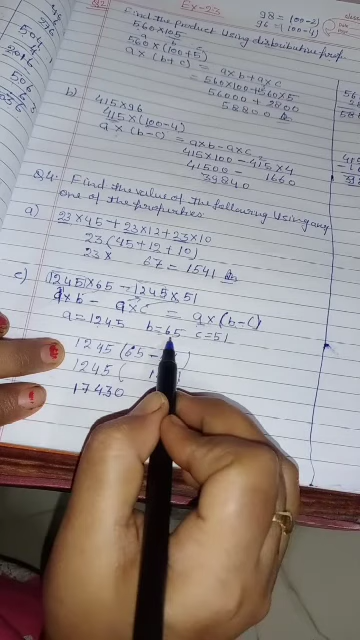 Ex-2.3
98 = (100-2)
96 = (100-4)
Q2. Find the Product Using distributive prop.
560×105
560×(100+5)
a×(b+c) = a×b+a×c
= 560×100+560×5
56000 + 2800
58800
b) 415×96
415×(100-4)
a×(b-c) = a×b-a×c
415×100-415×4
41500 - 1660
39840
Q.4. Find the value of the following Using any
one of the properties
a) 23×45+23×12+23×10
23(45+12+10)
23× 67 = 1541 Ans
c) 1245×65-1245×51
a×b - a×c = a×(b-c)
a=1245 b=65 c=51
1245(65-
1245(
17430